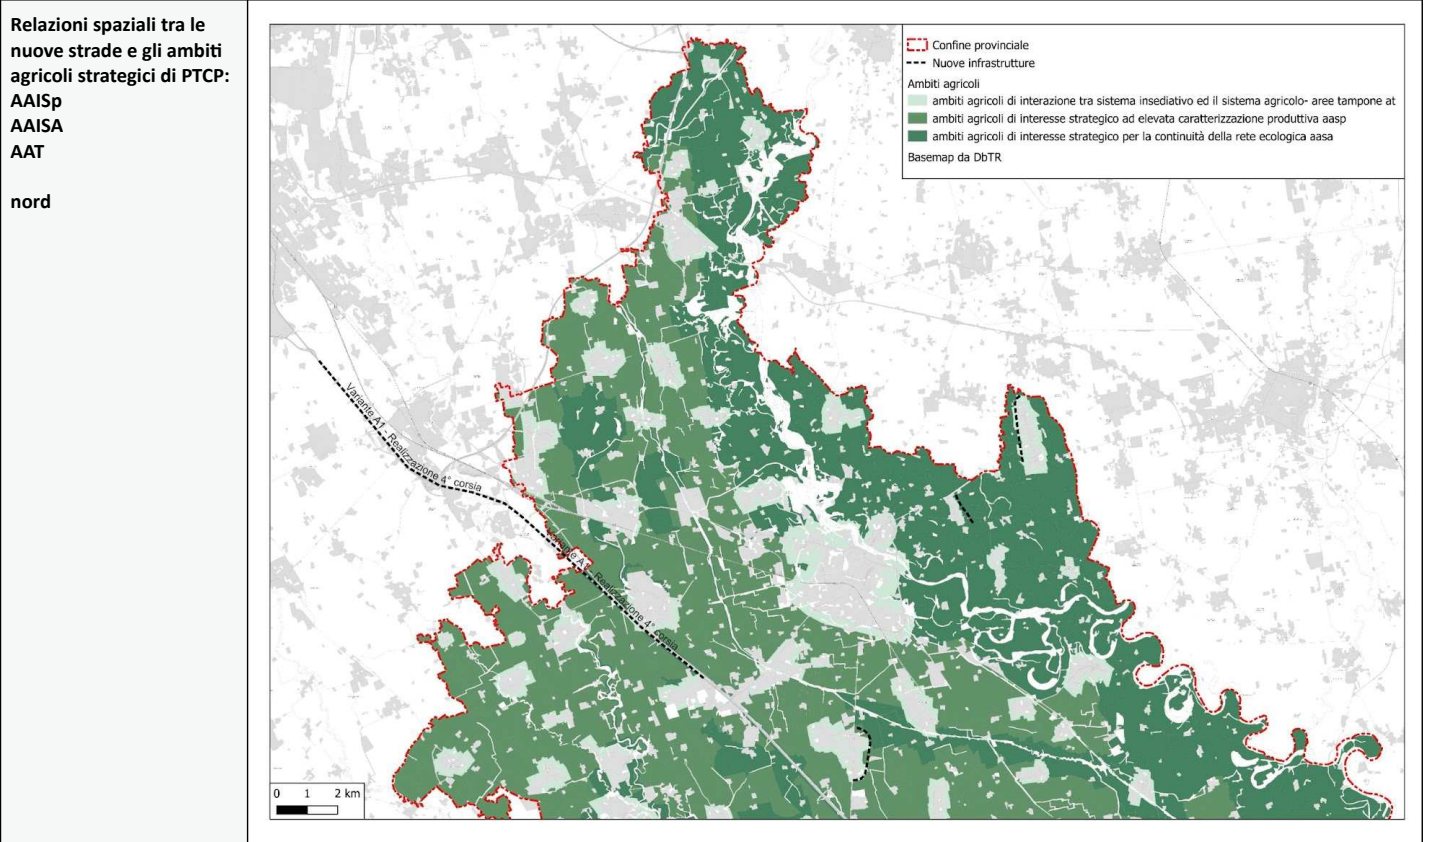 Relazioni spaziali tra le
nuove strade e gli ambiti
agricoli strategici di PTCP:
AAISp
AAISA
AAT
nord
Confine provinciale
Nuove infrastrutture
Ambiti agricoli
ambiti agricoli di interazione tra sistema insediativo ed il sistema agricolo- aree tampone at
ambiti agricoli di interesse strategico ad elevata caratterizzazione produttiva aasp
ambiti agricoli di interesse strategico per la continuità della rete ecologica aasa
Basemap da DbTR
Variante A1 - Realizzazione 4° corsia
Variante A1 - Realizzazione 4° corsia
0 1 2 km